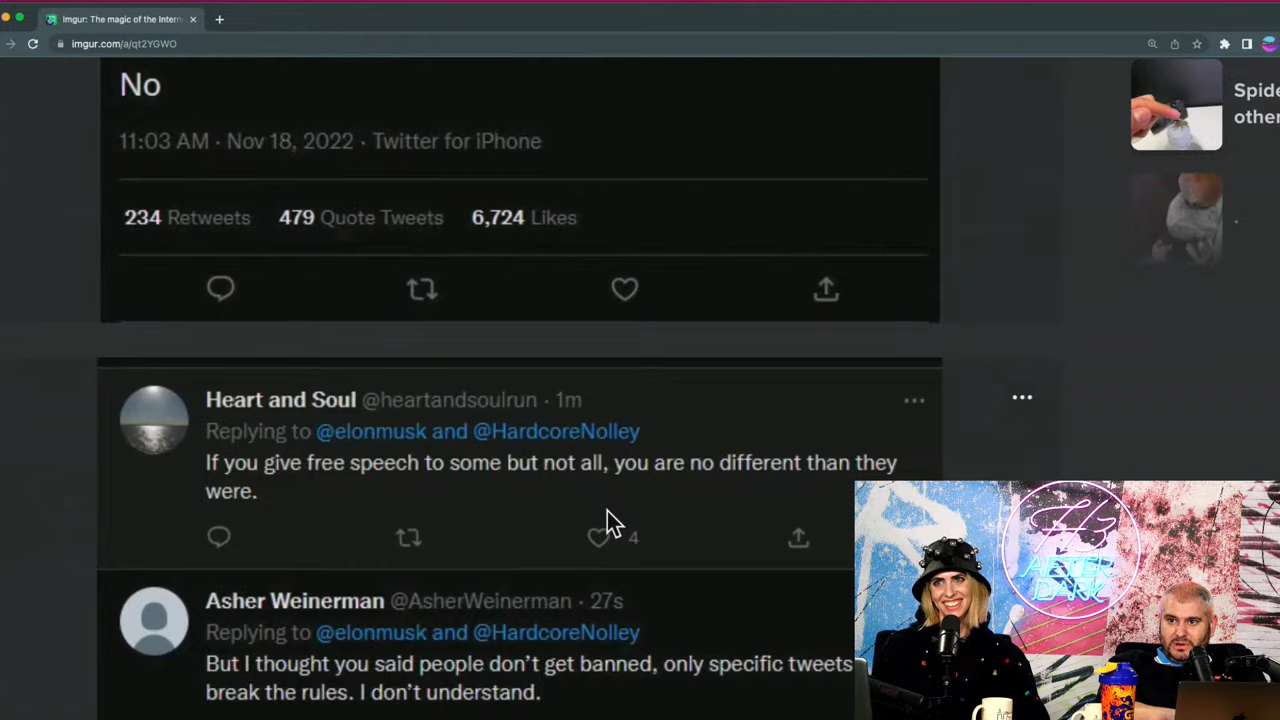 Imgur: The magic of the Intern
imgur.com/a/qt2YGWO
No
11:03 AM · Nov 18, 2022 · Twitter for iPhone
234 Retweets 479 Quote Tweets 6,724 Likes
Spide
other
Heart and Soul @heartandsoulrun · 1m
Replying to @elonmusk and @HardcoreNolley
If you give free speech to some but not all, you are no different than they
were.
4
Asher Weinerman @AsherWeinerman · 27s
Replying to @elonmusk and @HardcoreNolley
But I thought you said people don't get banned, only specific tweets
break the rules. I don't understand.
H3
AFTER
DARK